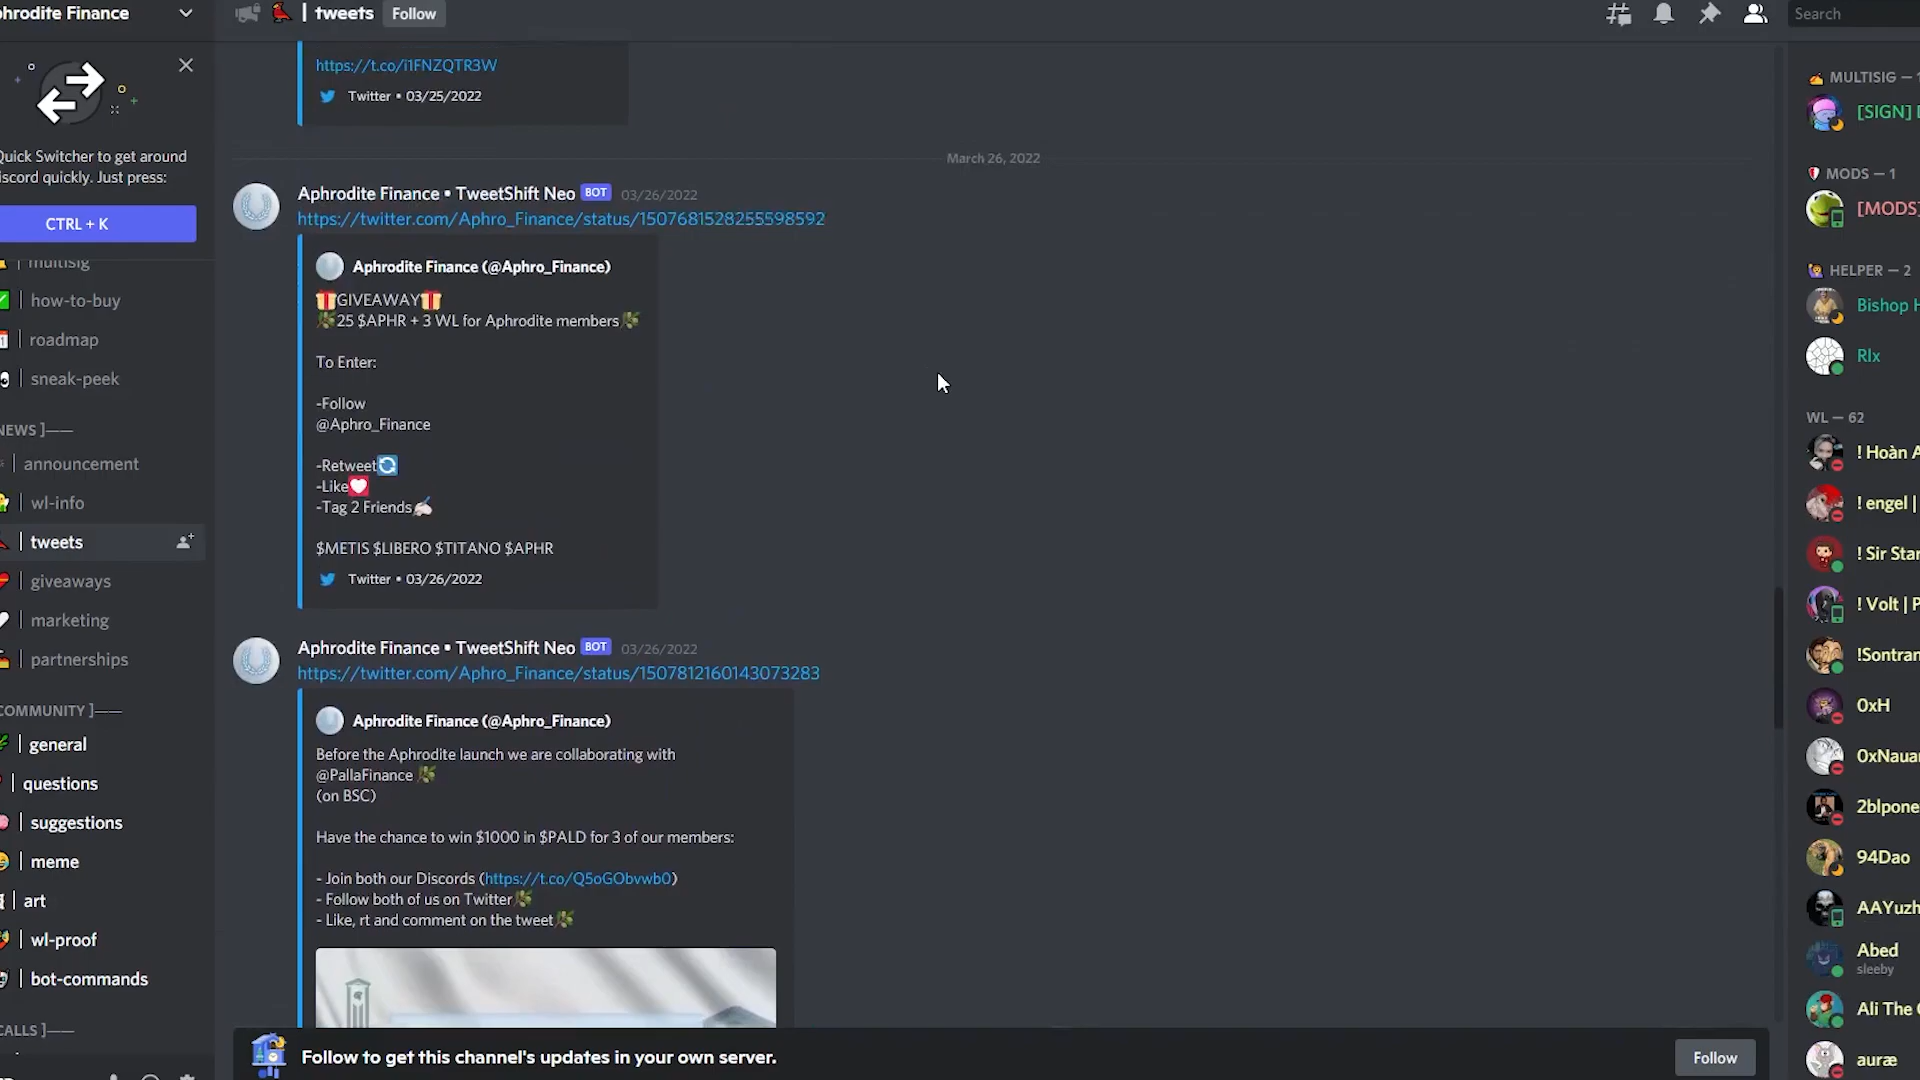 phrodite Finance
| tweets
Follow
Search
Quick Switcher to get around
iscord quickly. Just press:
CTRL + K
| multisig
| how-to-buy
| roadmap
| sneak-peek
NEWS ]——
| announcement
| wl-info
| tweets
| giveaways
| marketing
| partnerships
COMMUNITY ]——
| general
| questions
| suggestions
| meme
| art
| wl-proof
| bot-commands
CALLS ]——
https://t.co/i1FNZQTR3W
Twitter • 03/25/2022
March 26, 2022
Aphrodite Finance • TweetShift Neo BOT 03/26/2022
https://twitter.com/Aphro_Finance/status/1507681528255598592
Aphrodite Finance (@Aphro_Finance)
🎁GIVEAWAY🎁
🌿25 $APHR + 3 WL for Aphrodite members🌿
To Enter:
-Follow
@Aphro_Finance
-Retweet🔄
-Like💟
-Tag 2 Friends✍🏻
$METIS $LIBERO $TITANO $APHR
Twitter • 03/26/2022
Aphrodite Finance • TweetShift Neo BOT 03/26/2022
https://twitter.com/Aphro_Finance/status/1507812160143073283
Aphrodite Finance (@Aphro_Finance)
Before the Aphrodite launch we are collaborating with
@PallaFinance 🌿
(on BSC)
Have the chance to win $1000 in $PALD for 3 of our members:
- Join both our Discords (https://t.co/Q5oGObvwb0)
- Follow both of us on Twitter🌿
- Like, rt and comment on the tweet🌿
Follow to get this channel's updates in your own server.
Follow
MULTISIG — 1
[SIGN]
MODS — 1
[MODS]
HELPER — 2
Bishop H
Rlx
WL — 62
! Hoàn A
! engel |
! Sir Star
! Volt | P
!Sontran
0xH
0xNauar
2blpone
94Dao
AAYuzh
Abed
sleeby
Ali The
auræ